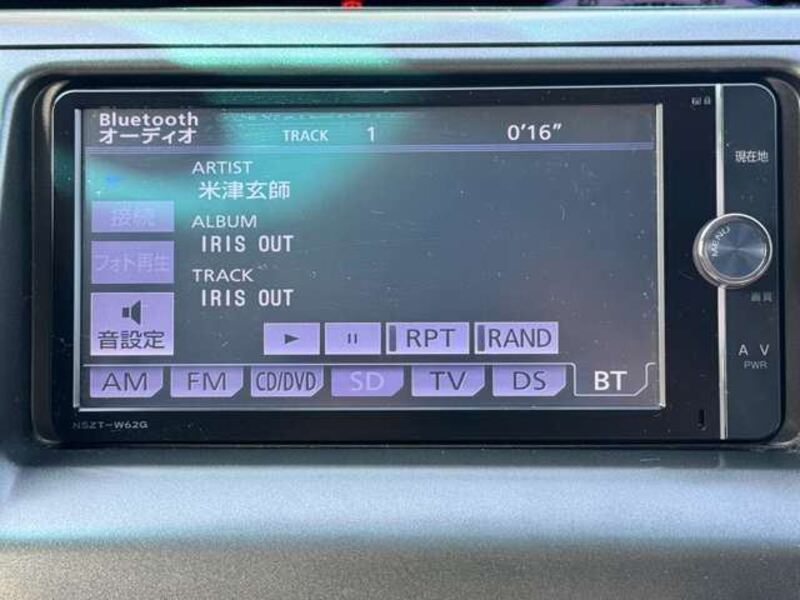 Bluetooth
オーディオ TRACK 1 0'16"
ARTIST
米津玄師
接続
ALBUM
IRIS OUT
フォト再生
TRACK
IRIS OUT
音設定
RPT RAND
AM FM CD/DVD SD TV DS BT
NSZT-W62G
現在地
MENU
画質
A V
PWR